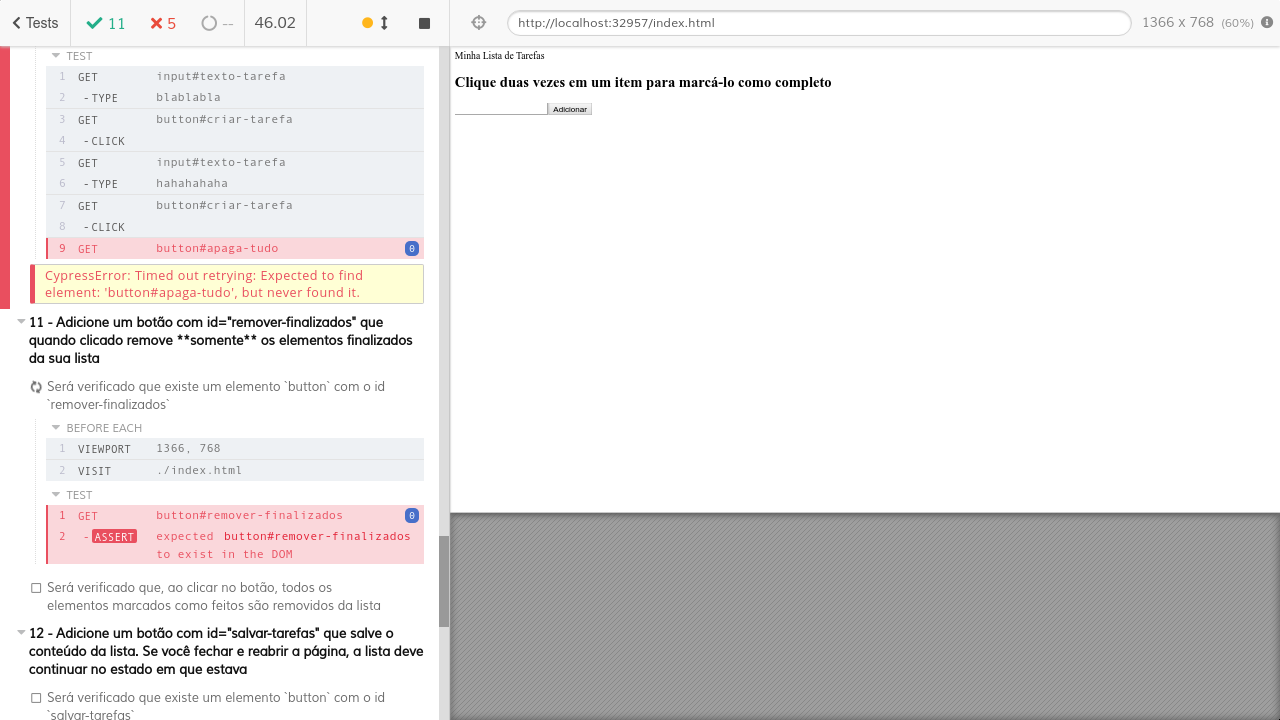 Tests 11 5 -- 46.02 http://localhost:32957/index.html 1366 x 768 (60%)
TEST
1 GET input#texto-tarefa
2 - TYPE blablabla
3 GET button#criar-tarefa
4 - CLICK
5 GET input#texto-tarefa
6 - TYPE hahahahaha
7 GET button#criar-tarefa
8 - CLICK
9 GET button#apaga-tudo 0
CypressError: Timed out retrying: Expected to find
element: 'button#apaga-tudo', but never found it.
11 - Adicione um botão com id="remover-finalizados" que
quando clicado remove **somente** os elementos finalizados
da sua lista
Será verificado que existe um elemento `button` com o id
`remover-finalizados`
BEFORE EACH
1 VIEWPORT 1366, 768
2 VISIT ./index.html
TEST
1 GET button#remover-finalizados 0
2 - ASSERT expected button#remover-finalizados
to exist in the DOM
Será verificado que, ao clicar no botão, todos os
elementos marcados como feitos são removidos da lista
12 - Adicione um botão com id="salvar-tarefas" que salve o
conteúdo da lista. Se você fechar e reabrir a página, a lista deve
continuar no estado em que estava
Será verificado que existe um elemento `button` com o id
`salvar-tarefas`
Minha Lista de Tarefas
Clique duas vezes em um item para marcá-lo como completo
Adicionar